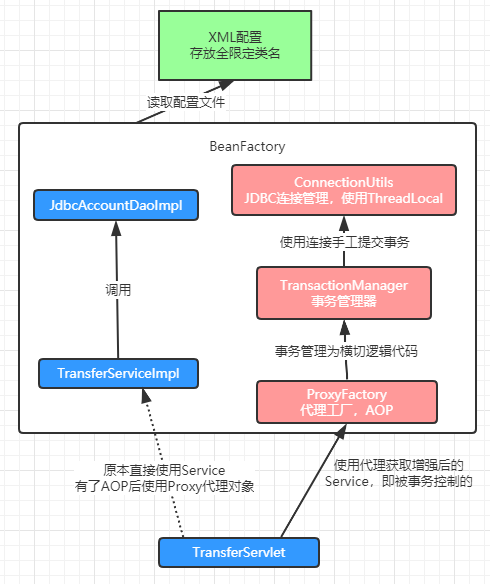 XML配置
存放全限定类名
读取配置文件
BeanFactory
ConnectionUtils
JDBC连接管理，使用ThreadLocal
JdbcAccountDaoImpl
使用连接手工提交事务
调用
TransactionManager
事务管理器
事务管理为横切逻辑代码
TransferServiceImpl
ProxyFactory
代理工厂，AOP
原本直接使用Service
有了AOP后使用Proxy代理对象
使用代理获取增强后的
Service，即被事务控制的
TransferServlet